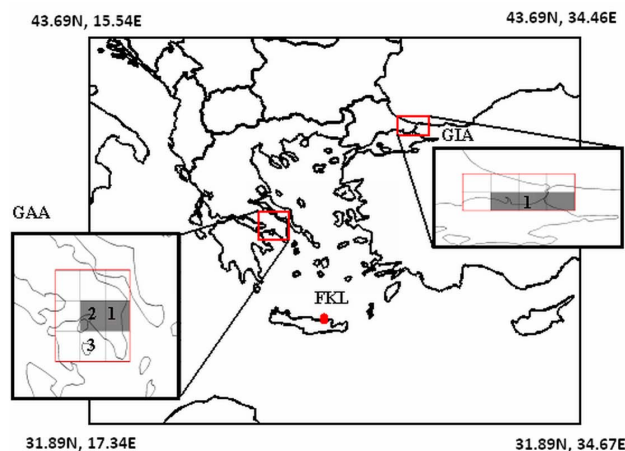 43.69N, 15.54E
43.69N, 34.46E
GIA
1
GAA
2 1
3
FKL
31.89N, 17.34E
31.89N, 34.67E